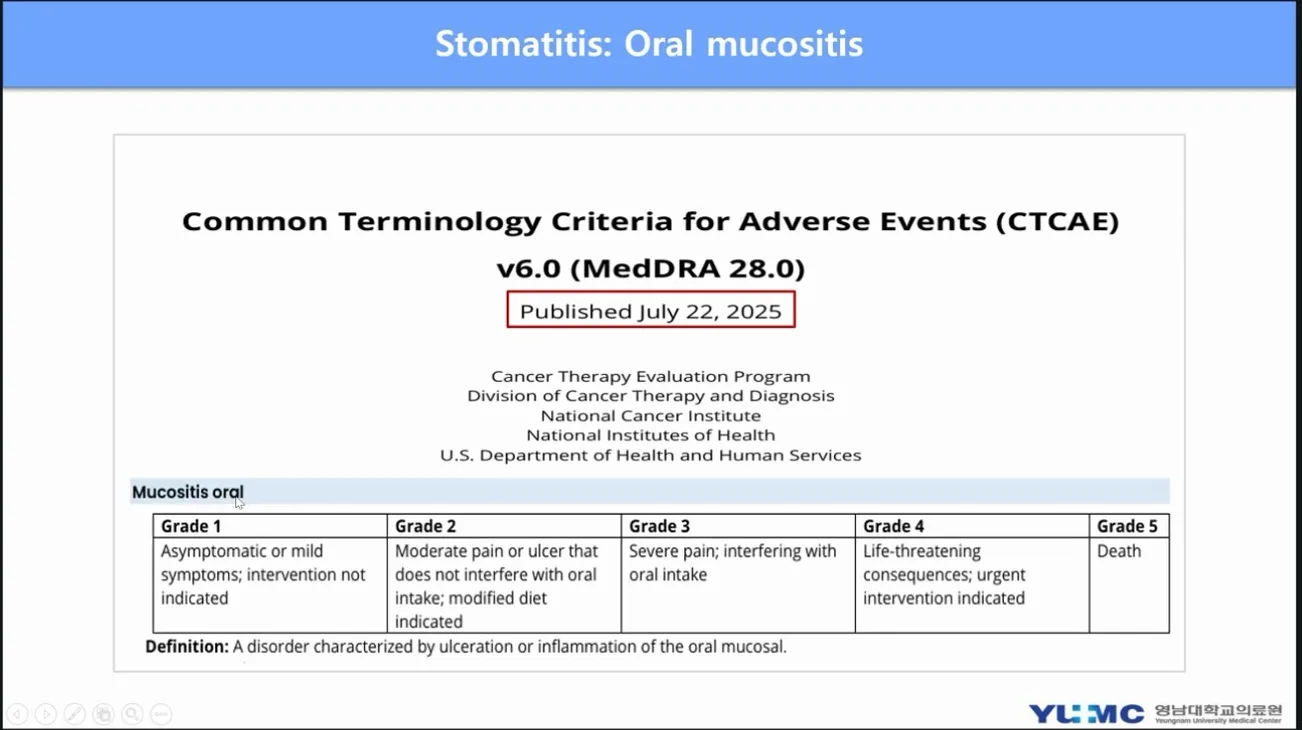 Stomatitis: Oral mucositis
Common Terminology Criteria for Adverse Events (CTCAE)
v6.0 (MedDRA 28.0)
Published July 22, 2025
Cancer Therapy Evaluation Program
Division of Cancer Therapy and Diagnosis
National Cancer Institute
National Institutes of Health
U.S. Department of Health and Human Services
Mucositis oral
Grade 1
Asymptomatic or mild
symptoms; intervention not
indicated
Grade 2
Moderate pain or ulcer that
does not interfere with oral
intake; modified diet
indicated
Grade 3
Severe pain; interfering with
oral intake
Grade 4
Life-threatening
consequences; urgent
intervention indicated
Grade 5
Death
Definition: A disorder characterized by ulceration or inflammation of the oral mucosal.
YUMC
영남대학교의료원
Yeungnam University Medical Center